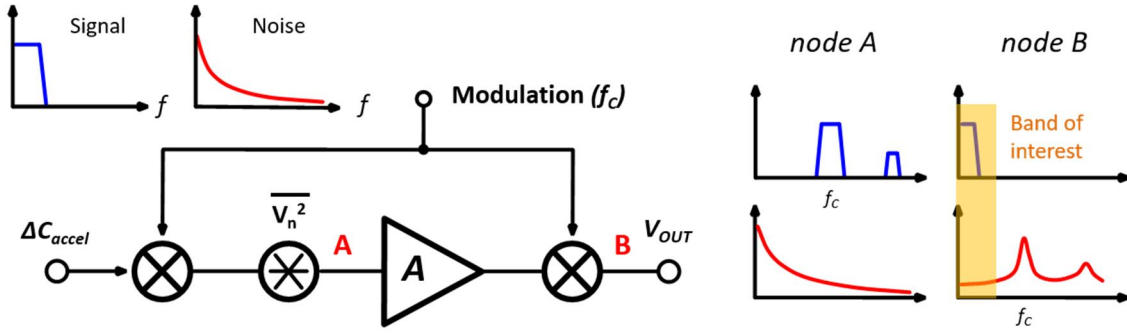 Signal
Noise
f
f
Modulation (fC)
ΔCaccel
Vn²
A
A
B
VOUT
node A
node B
Band of
interest
fC
fC